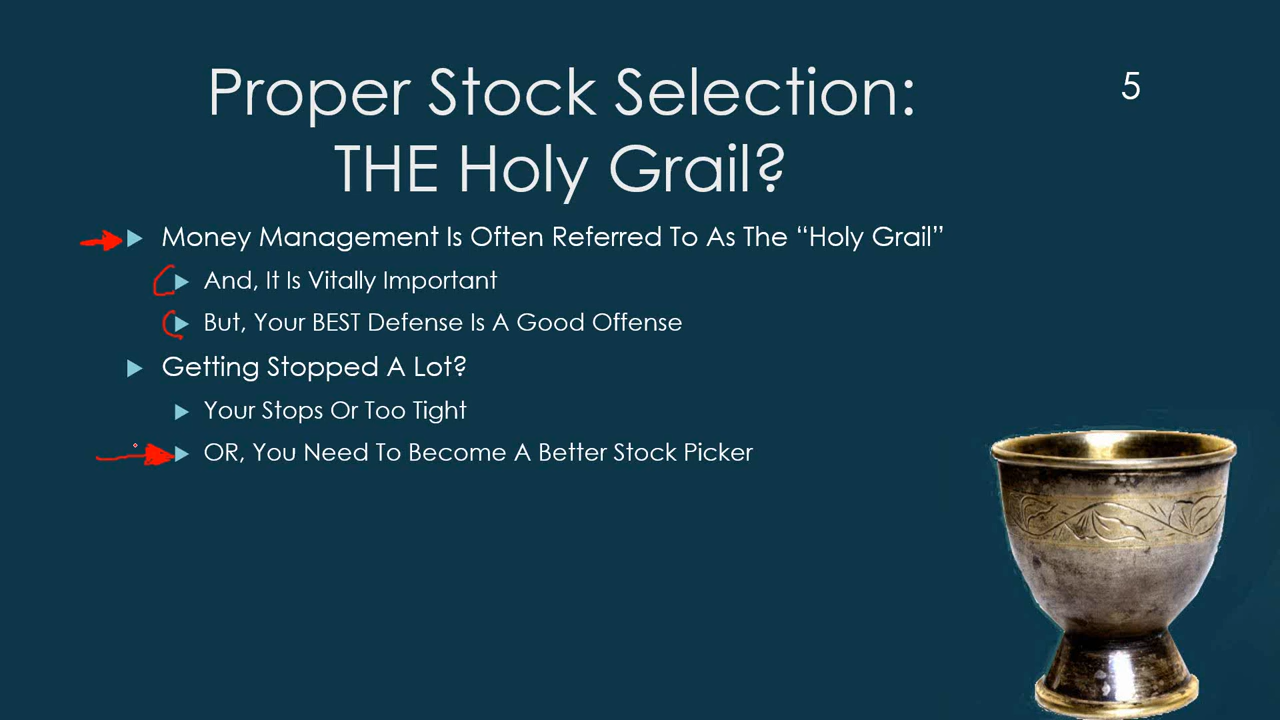 Proper Stock Selection:
THE Holy Grail?
5
Money Management Is Often Referred To As The “Holy Grail”
And, It Is Vitally Important
But, Your BEST Defense Is A Good Offense
Getting Stopped A Lot?
Your Stops Or Too Tight
OR, You Need To Become A Better Stock Picker